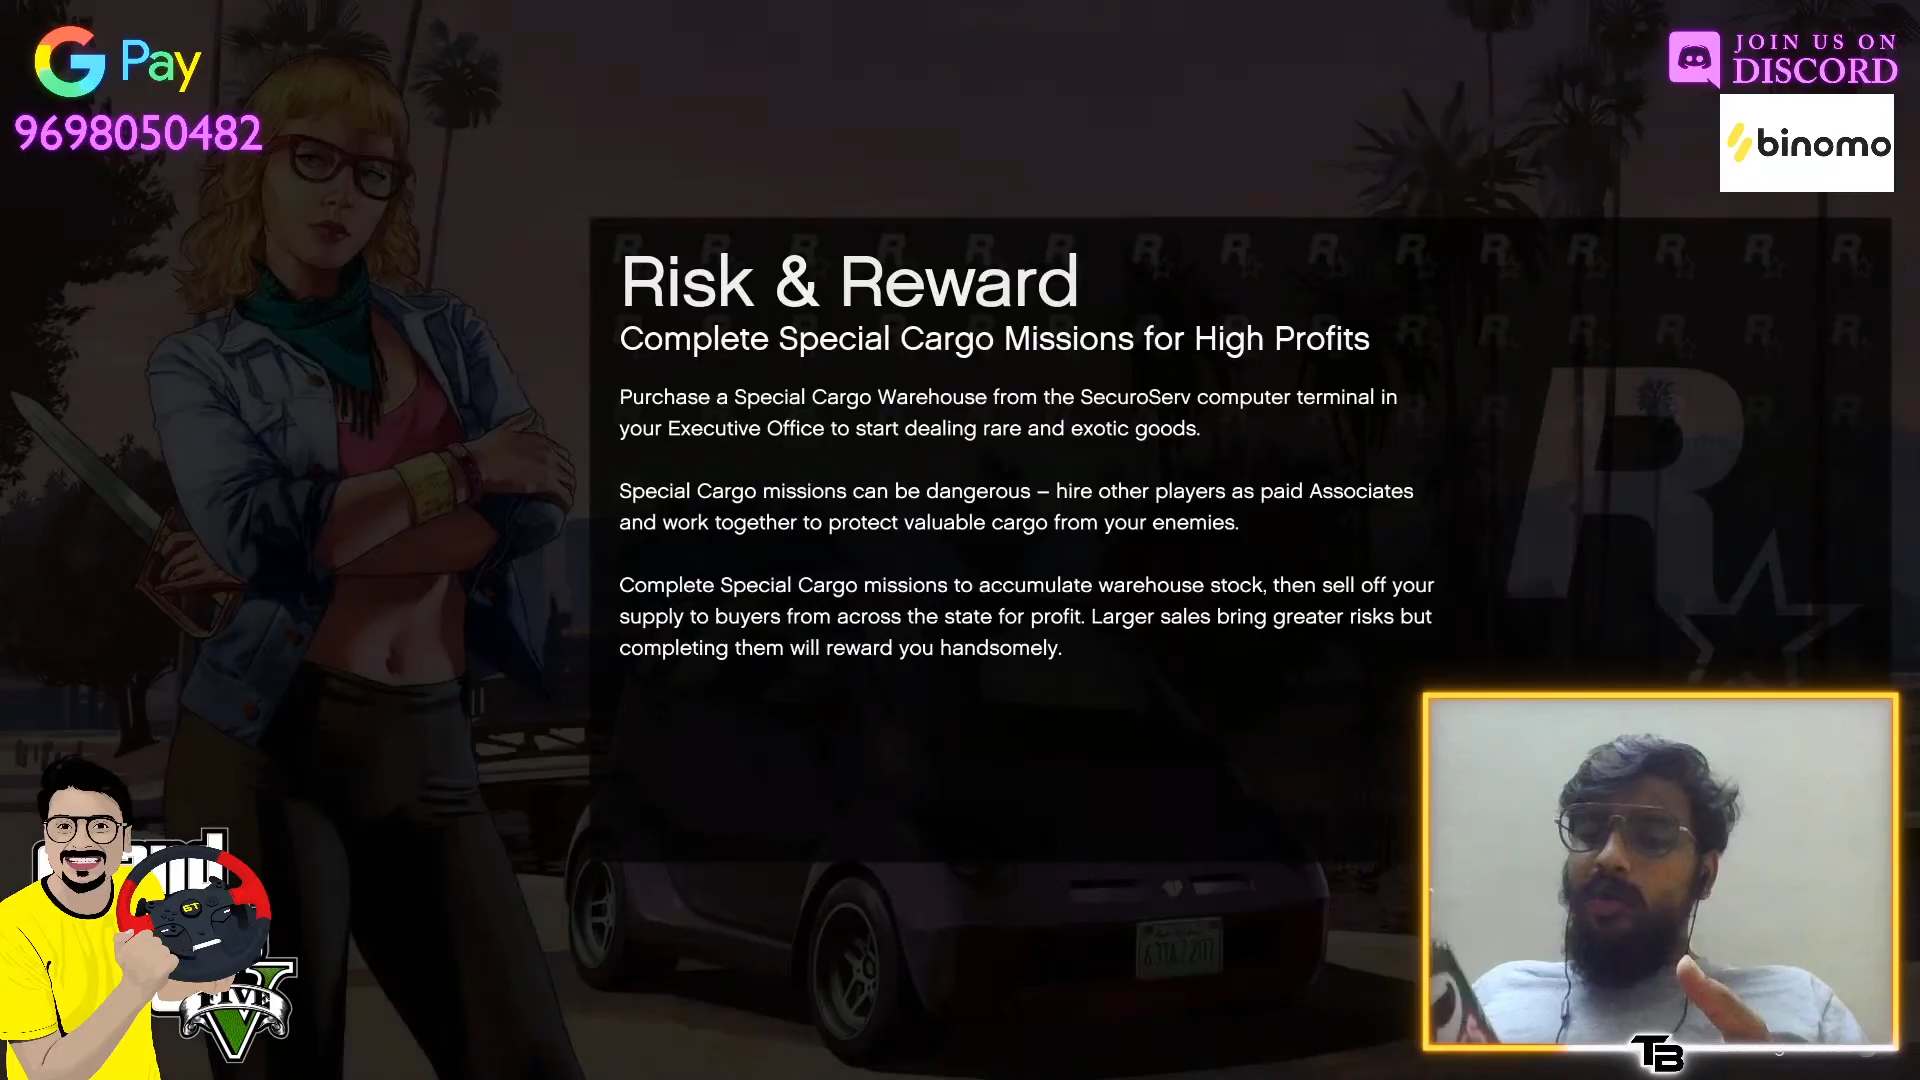 G Pay
9698050482
JOIN US ON
DISCORD
binomo
Risk & Reward
Complete Special Cargo Missions for High Profits
Purchase a Special Cargo Warehouse from the SecuroServ computer terminal in
your Executive Office to start dealing rare and exotic goods.
Special Cargo missions can be dangerous – hire other players as paid Associates
and work together to protect valuable cargo from your enemies.
Complete Special Cargo missions to accumulate warehouse stock, then sell off your
supply to buyers from across the state for profit. Larger sales bring greater risks but
completing them will reward you handsomely.
FIVE
TB